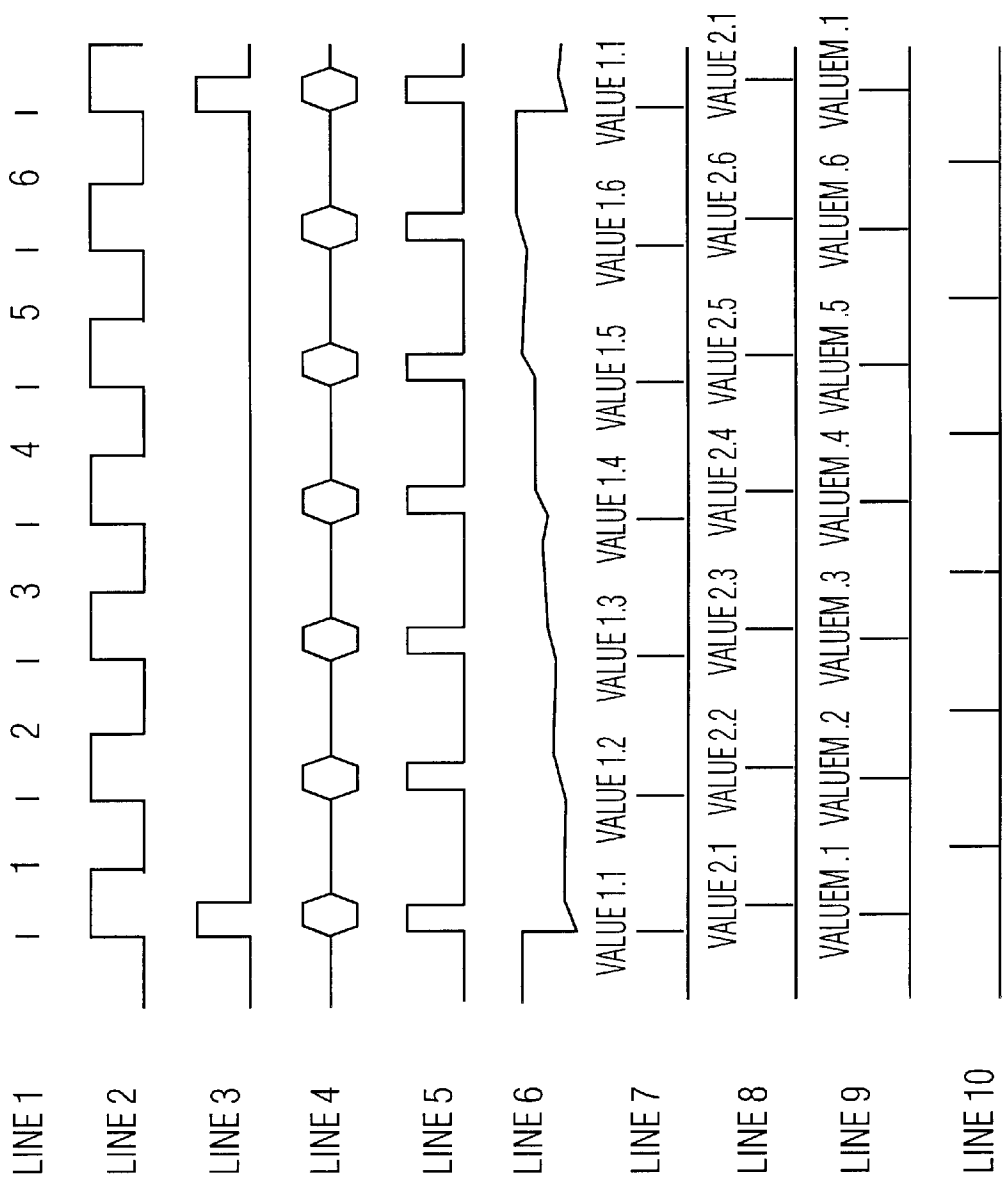 LINE 1 1 2 3 4 5 6
LINE 2
LINE 3
LINE 4
LINE 5
LINE 6
LINE 7 VALUE 1.1 VALUE 1.2 VALUE 1.3 VALUE 1.4 VALUE 1.5 VALUE 1.6 VALUE 1.1
LINE 8 VALUE 2.1 VALUE 2.2 VALUE 2.3 VALUE 2.4 VALUE 2.5 VALUE 2.6 VALUE 2.1
LINE 9 VALUEM .1 VALUEM .2 VALUEM .3 VALUEM .4 VALUEM .5 VALUEM .6 VALUEM .1
LINE 10